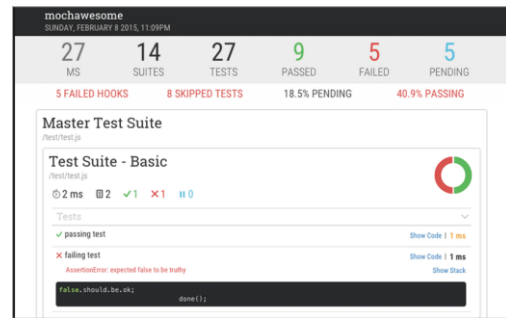 mochawesome
SUNDAY, FEBRUARY 8 2015, 11:09PM
27 14 27 9 5 5
MS SUITES TESTS PASSED FAILED PENDING
5 FAILED HOOKS 8 SKIPPED TESTS 18.5% PENDING 40.9% PASSING
Master Test Suite
/test/test.js
Test Suite - Basic
/test/test.js
2 ms 2 1 1 0
Tests
passing test Show Code | 1 ms
failing test Show Code | 1 ms
AssertionError: expected false to be truthy Show Stack
false.should.be.ok;
done();